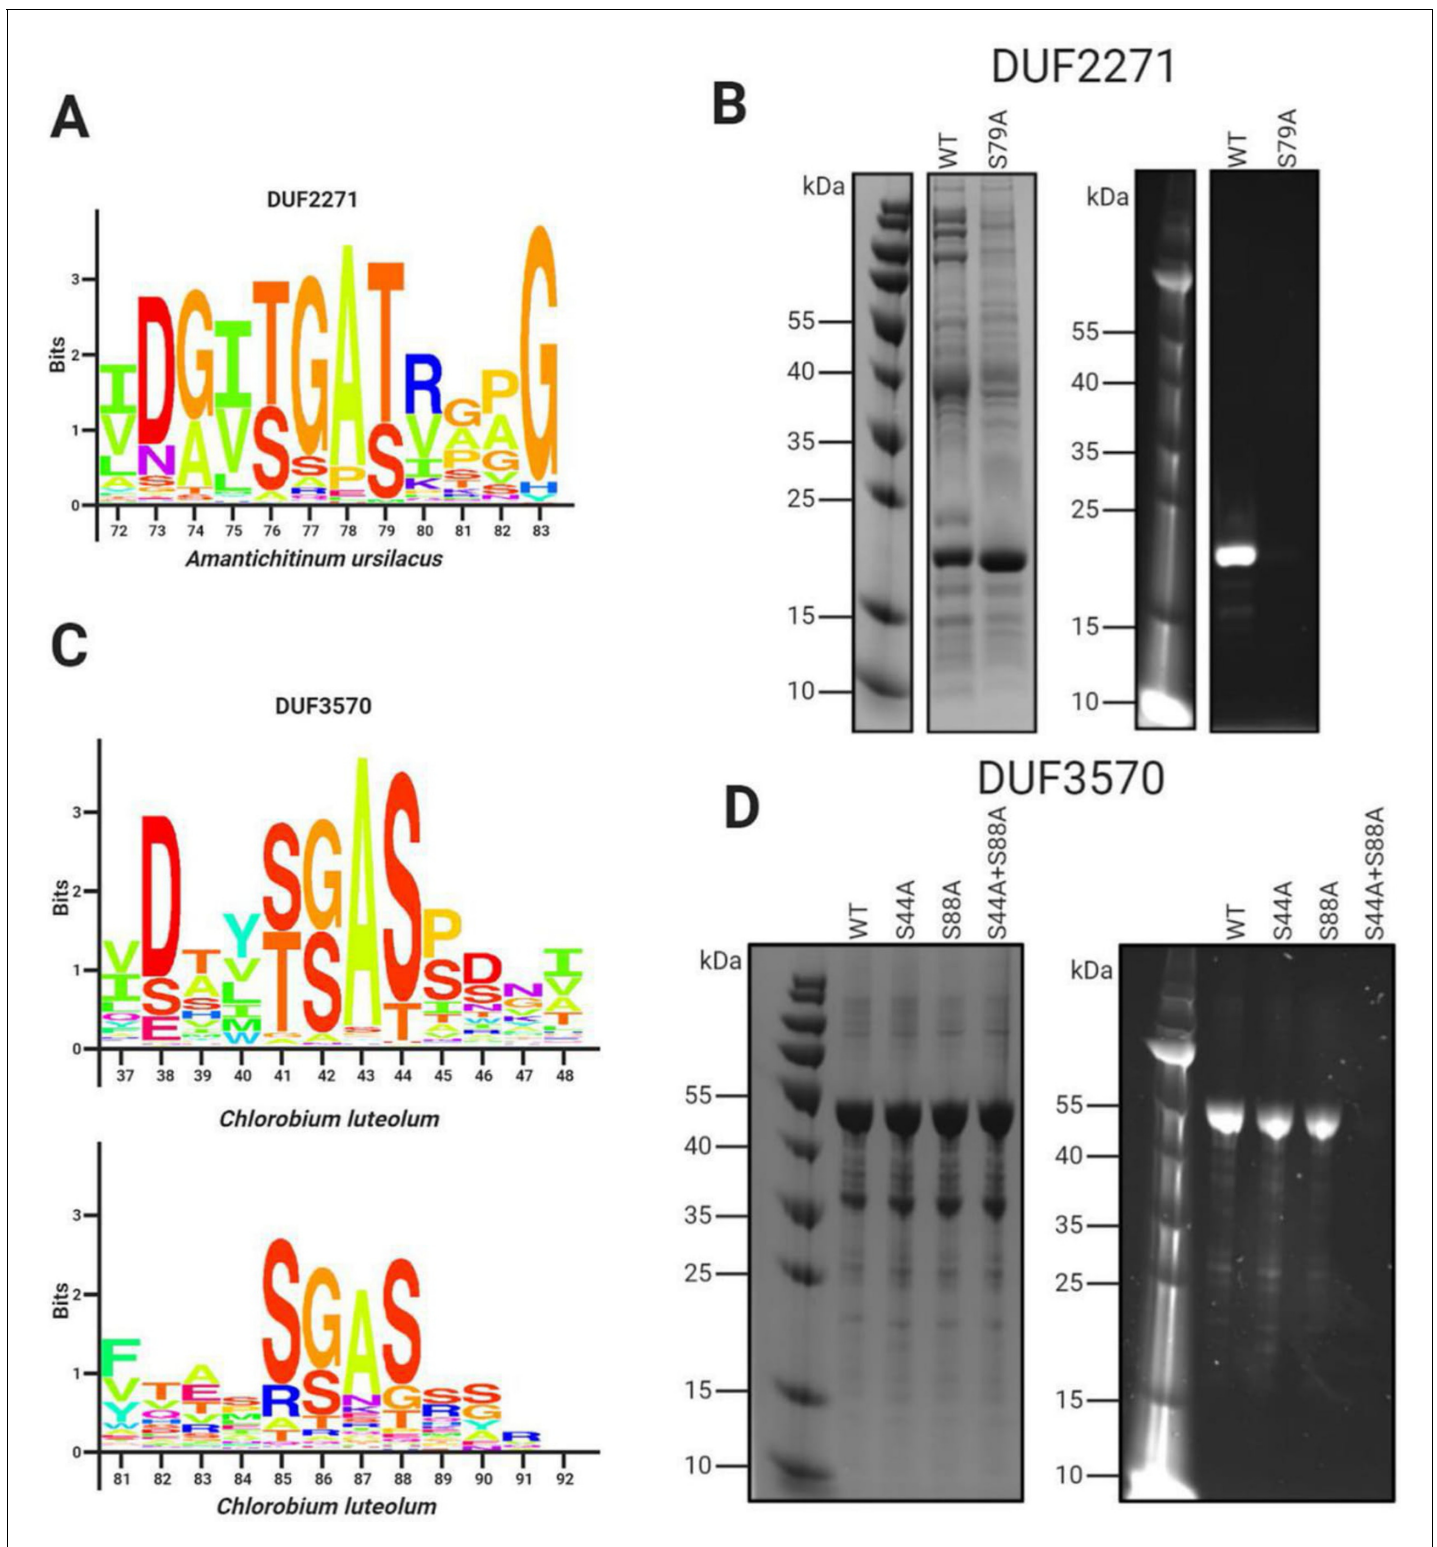 A
DUF2271
Bits
3
2
1
0
72 73 74 75 76 77 78 79 80 81 82 83
Amantichitinum ursilacus
B
DUF2271
WT
S79A
kDa
55
40
35
25
15
10
WT
S79A
kDa
55
40
35
25
15
10
C
DUF3570
Bits
3
2
1
0
37 38 39 40 41 42 43 44 45 46 47 48
Chlorobium luteolum
Bits
3
2
1
0
81 82 83 84 85 86 87 88 89 90 91 92
Chlorobium luteolum
D
DUF3570
WT
S44A
S88A
S44A+S88A
kDa
55
40
35
25
15
10
WT
S44A
S88A
S44A+S88A
kDa
55
40
35
25
15
10